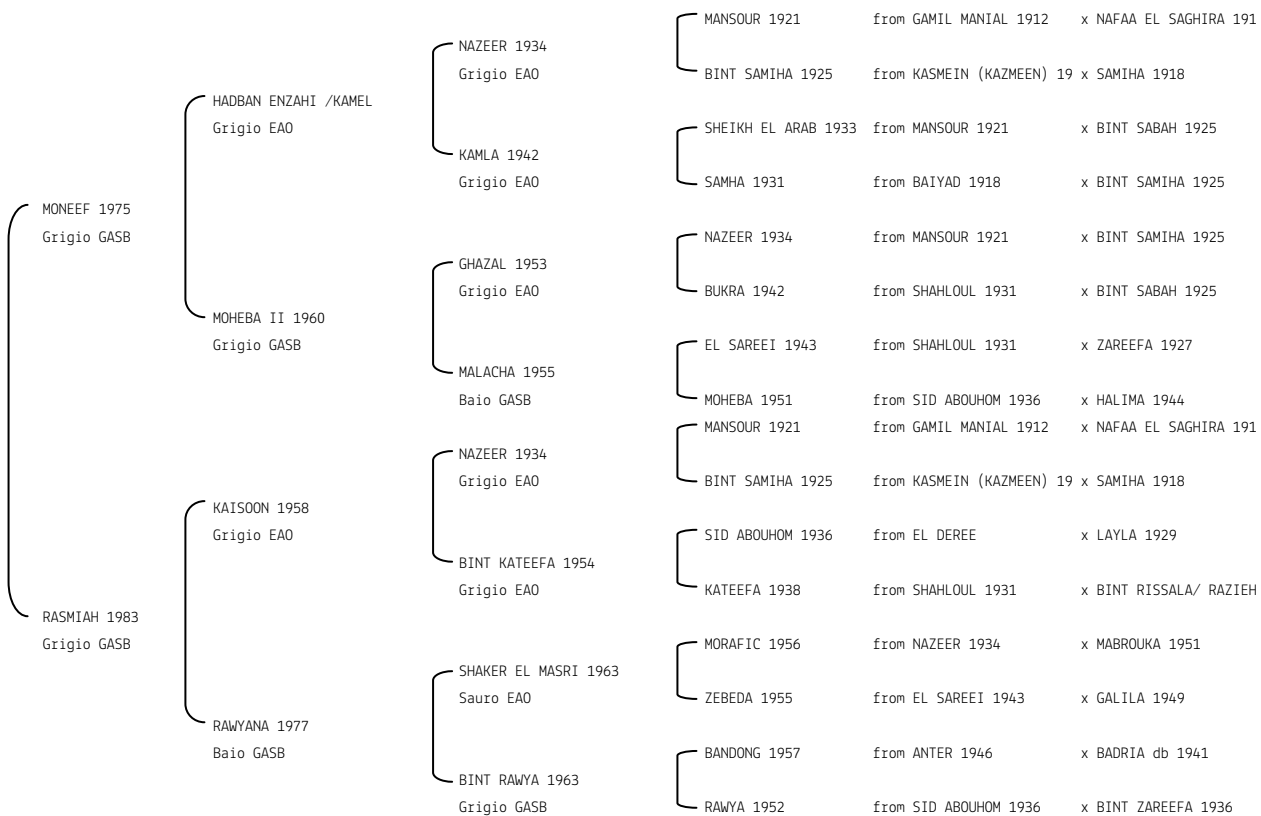 MANSOUR 1921 from GAMIL MANIAL 1912 x NAFAA EL SAGHIRA 191
NAZEER 1934
Grigio EAO BINT SAMIHA 1925 from KASMEIN (KAZMEEN) 19 x SAMIHA 1918
HADBAN ENZAHI /KAMEL
Grigio EAO SHEIKH EL ARAB 1933 from MANSOUR 1921 x BINT SABAH 1925
KAMLA 1942
Grigio EAO SAMHA 1931 from BAIYAD 1918 x BINT SAMIHA 1925
MONEEF 1975
Grigio GASB NAZEER 1934 from MANSOUR 1921 x BINT SAMIHA 1925
GHAZAL 1953
Grigio EAO BUKRA 1942 from SHAHLOUL 1931 x BINT SABAH 1925
MOHEBA II 1960
Grigio GASB EL SAREEI 1943 from SHAHLOUL 1931 x ZAREEFA 1927
MALACHA 1955
Baio GASB MOHEBA 1951 from SID ABOUHOM 1936 x HALIMA 1944
MANSOUR 1921 from GAMIL MANIAL 1912 x NAFAA EL SAGHIRA 191
NAZEER 1934
Grigio EAO BINT SAMIHA 1925 from KASMEIN (KAZMEEN) 19 x SAMIHA 1918
KAISOON 1958
Grigio EAO SID ABOUHOM 1936 from EL DEREE x LAYLA 1929
BINT KATEEFA 1954
Grigio EAO KATEEFA 1938 from SHAHLOUL 1931 x BINT RISSALA/ RAZIEH
RASMIAH 1983
Grigio GASB MORAFIC 1956 from NAZEER 1934 x MABROUKA 1951
SHAKER EL MASRI 1963
Sauro EAO ZEBEDA 1955 from EL SAREEI 1943 x GALILA 1949
RAWYANA 1977
Baio GASB BANDONG 1957 from ANTER 1946 x BADRIA db 1941
BINT RAWYA 1963
Grigio GASB RAWYA 1952 from SID ABOUHOM 1936 x BINT ZAREEFA 1936